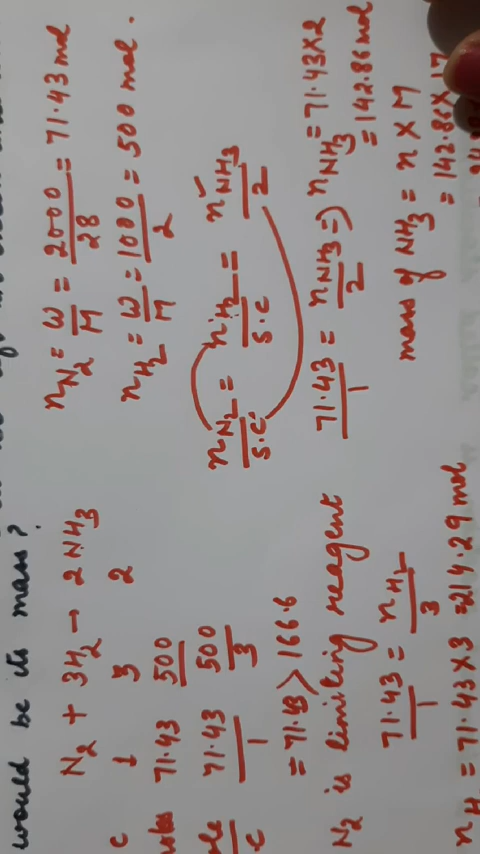 would be its mass?
N2 + 3H2 → 2NH3
c 1 3 2
moles 71.43 500
mole/S.C 71.43/1 500/3
= 71.43 > 166.6
N2 is limiting reagent
71.43/1 = nH2/3
nH = 71.43 × 3 = 214.29 mol
nN2 = W/M = 2000/28 = 71.43 mol
nH2 = W/M = 1000/2 = 500 mol.
nN2/S.C. = nH2/S.C = nNH3/2
71.43/1 = nNH3/2 => nNH3 = 71.43×2
= 142.86 mol
mass of NH3 = n × M
= 142.86 × 17